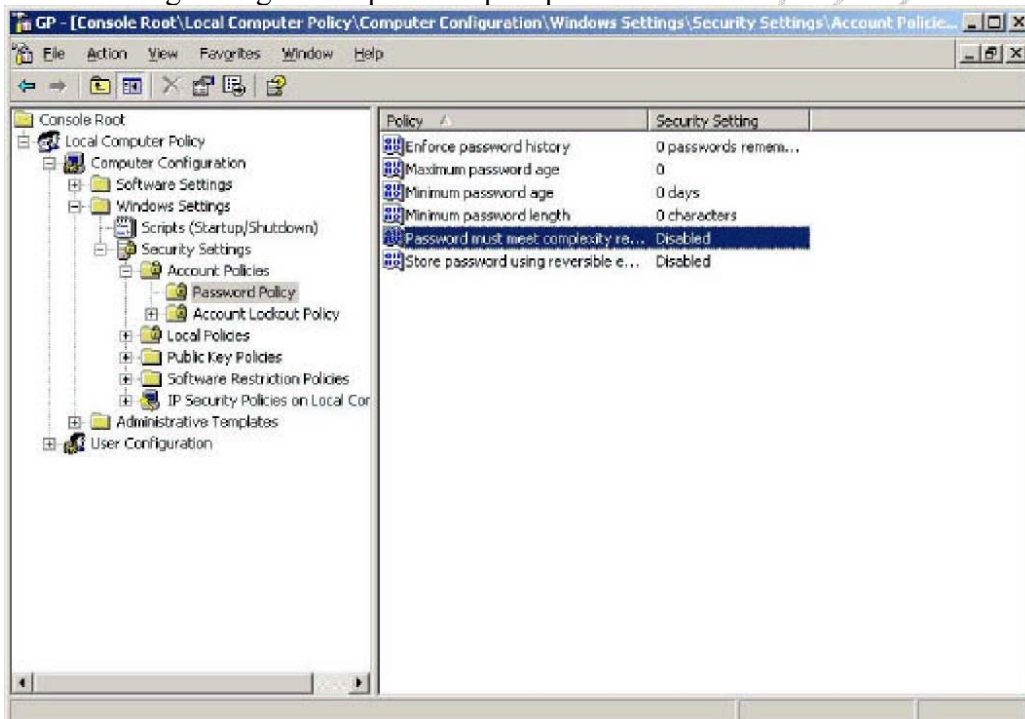 GP - [Console Root\Local Computer Policy\Computer Configuration\Windows Settings\Security Settings\Account Policie...
File Action View Favorites Window Help
Console Root
Local Computer Policy
Computer Configuration
Software Settings
Windows Settings
Scripts (Startup/Shutdown)
Security Settings
Account Policies
Password Policy
Account Lockout Policy
Local Policies
Public Key Policies
Software Restriction Policies
IP Security Policies on Local Cor
Administrative Templates
User Configuration
Policy Security Setting
Enforce password history 0 passwords remem...
Maximum password age 0
Minimum password age 0 days
Minimum password length 0 characters
Password must meet complexity re... Disabled
Store password using reversible e... Disabled